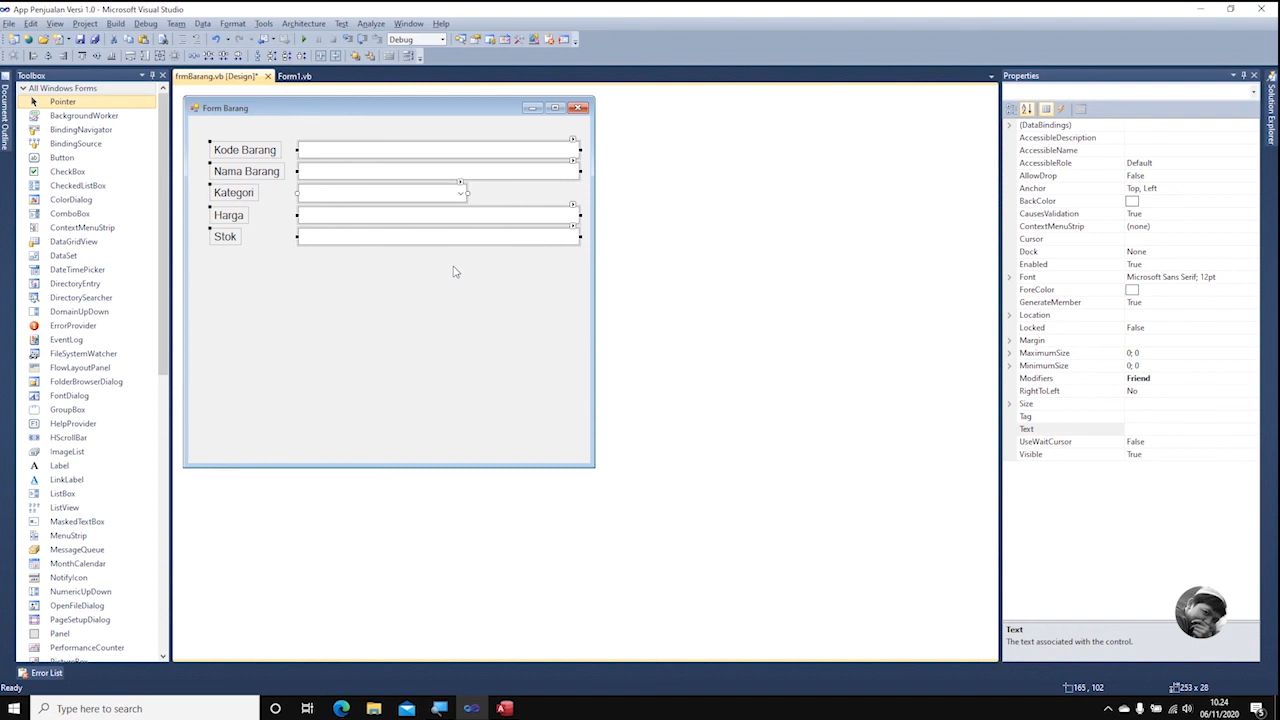 App Penjualan Versi 1.0 - Microsoft Visual Studio
File Edit View Project Build Debug Team Data Format Tools Architecture Test Analyze Window Help
Debug
Document Outline
Toolbox
All Windows Forms
Pointer
BackgroundWorker
BindingNavigator
BindingSource
Button
CheckBox
CheckedListBox
ColorDialog
ComboBox
ContextMenuStrip
DataGridView
DataSet
DateTimePicker
DirectoryEntry
DirectorySearcher
DomainUpDown
ErrorProvider
EventLog
FileSystemWatcher
FlowLayoutPanel
FolderBrowserDialog
FontDialog
GroupBox
HelpProvider
HScrollBar
ImageList
Label
LinkLabel
ListBox
ListView
MaskedTextBox
MenuStrip
MessageQueue
MonthCalendar
NotifyIcon
NumericUpDown
OpenFileDialog
PageSetupDialog
Panel
PerformanceCounter
frmBarang.vb [Design]* Form1.vb
Form Barang
Kode Barang
Nama Barang
Kategori
Harga
Stok
Properties
(DataBindings)
AccessibleDescription
AccessibleName
AccessibleRole Default
AllowDrop False
Anchor Top, Left
BackColor
CausesValidation True
ContextMenuStrip (none)
Cursor
Dock None
Enabled True
Font Microsoft Sans Serif; 12pt
ForeColor
GenerateMember True
Location
Locked False
Margin
MaximumSize 0; 0
MinimumSize 0; 0
Modifiers Friend
RightToLeft No
Size
Tag
Text
UseWaitCursor False
Visible True
Text
The text associated with the control.
Solution Explorer
Error List
Ready
165 , 102
253 x 28
Type here to search
10.24
06/11/2020
5